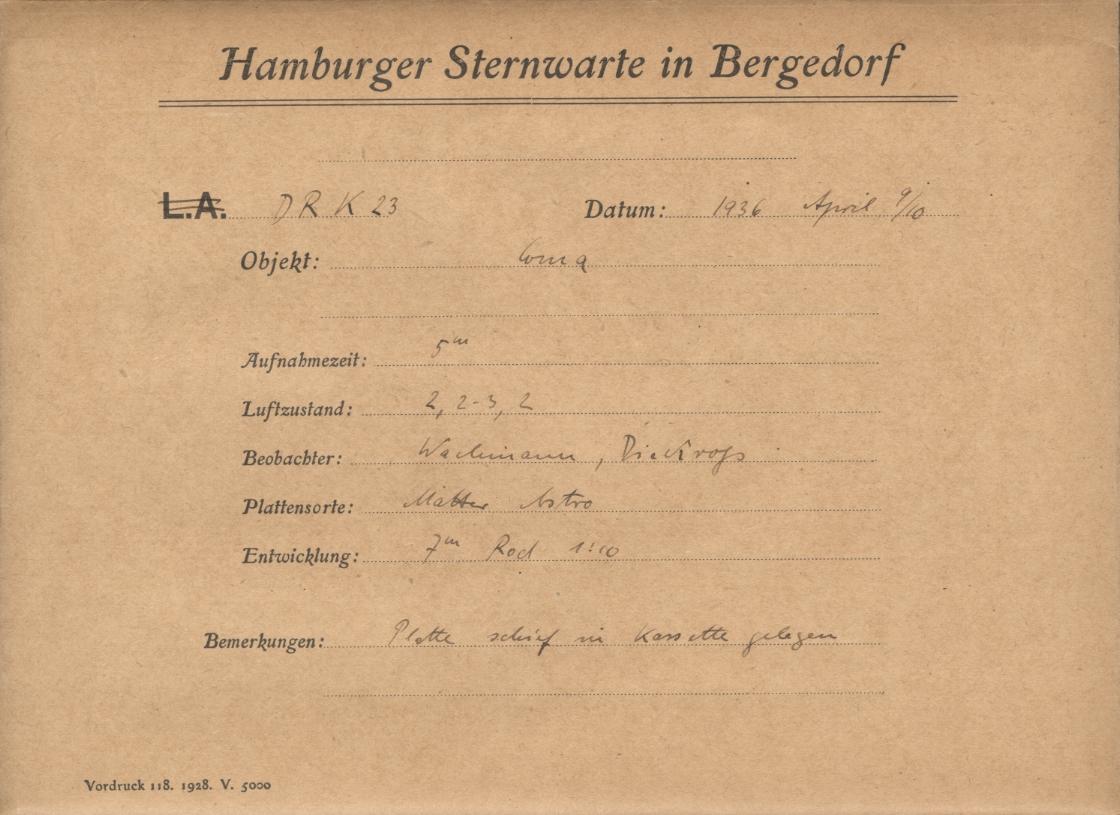 Hamburger Sternwarte in Bergedorf
L.A. DR K 23 Datum: 1936 April 9/10
Objekt: Coma
Aufnahmezeit: 5m
Luftzustand: 2, 2-3, 2
Beobachter: Wachmann, Dieckvoß
Plattensorte: Matter Astro
Entwicklung: 7m Rod 1:10
Bemerkungen: Platte schief in Kassette gelegen
Vordruck 118. 1928. V. 5000